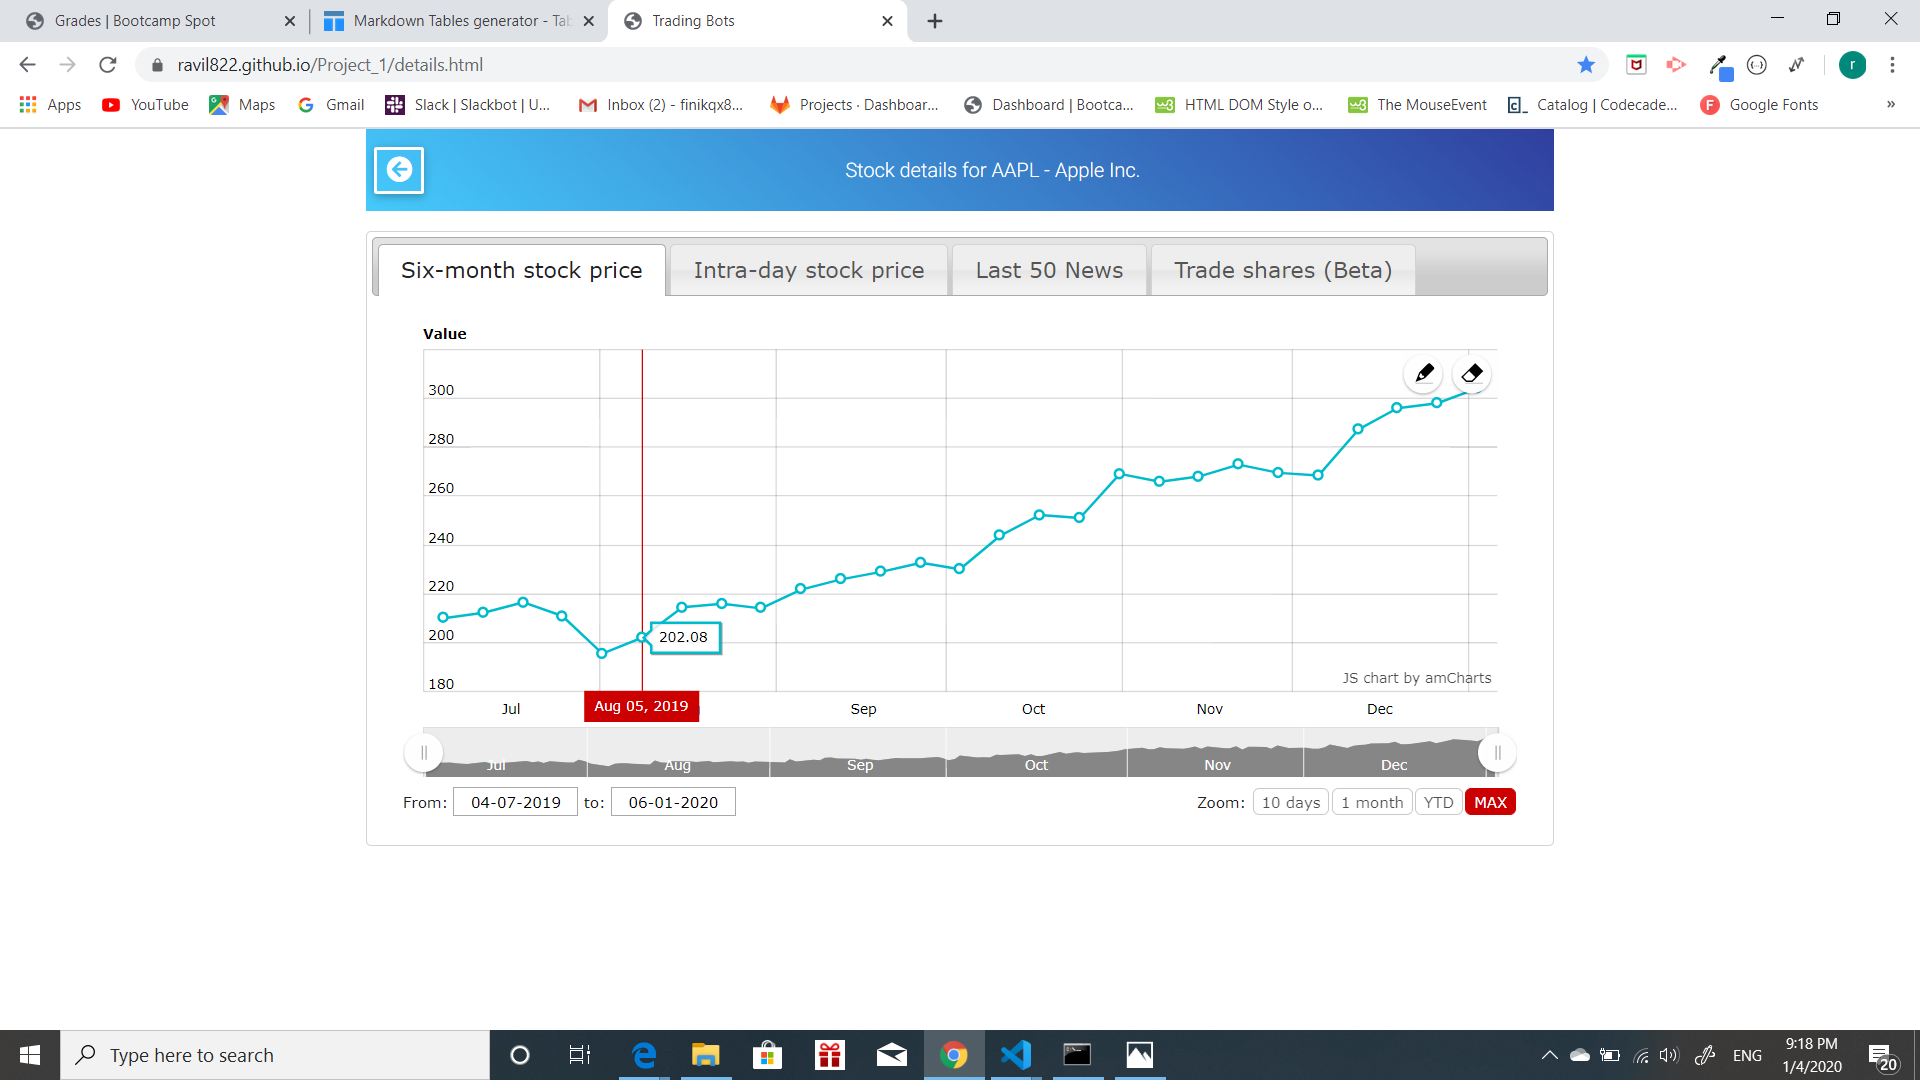 Grades | Bootcamp Spot
Markdown Tables generator - Tab
Trading Bots
ravil822.github.io/Project_1/details.html
r
Apps
YouTube
Maps
Gmail
Slack | Slackbot | U...
Inbox (2) - finikqx8...
Projects · Dashboar...
Dashboard | Bootca...
HTML DOM Style o...
The MouseEvent
Catalog | Codecade...
Google Fonts
»
Stock details for AAPL - Apple Inc.
Six-month stock price
Intra-day stock price
Last 50 News
Trade shares (Beta)
Value
300
280
260
240
220
200
180
202.08
JS chart by amCharts
Jul
Aug 05, 2019
Sep
Oct
Nov
Dec
Jul
Aug
Sep
Oct
Nov
Dec
From: 04-07-2019 to: 06-01-2020
Zoom: 10 days 1 month YTD MAX
Type here to search
ENG
9:18 PM
1/4/2020
20